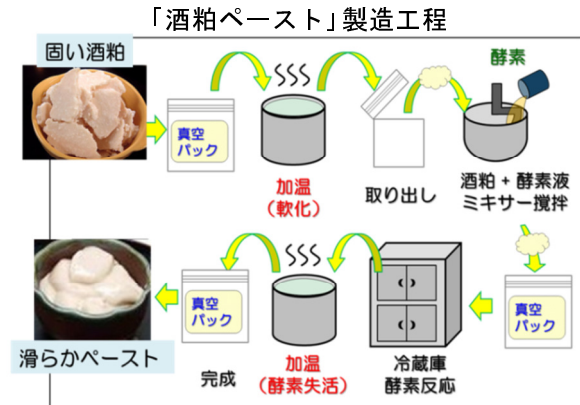 「酒粕ペースト」製造工程
固い酒粕
真空
パック
加温
（軟化）
取り出し
酵素
酒粕 + 酵素液
ミキサー撹拌
真空
パック
冷蔵庫
酵素反応
加温
（酵素失活）
真空
パック
完成
滑らかペースト